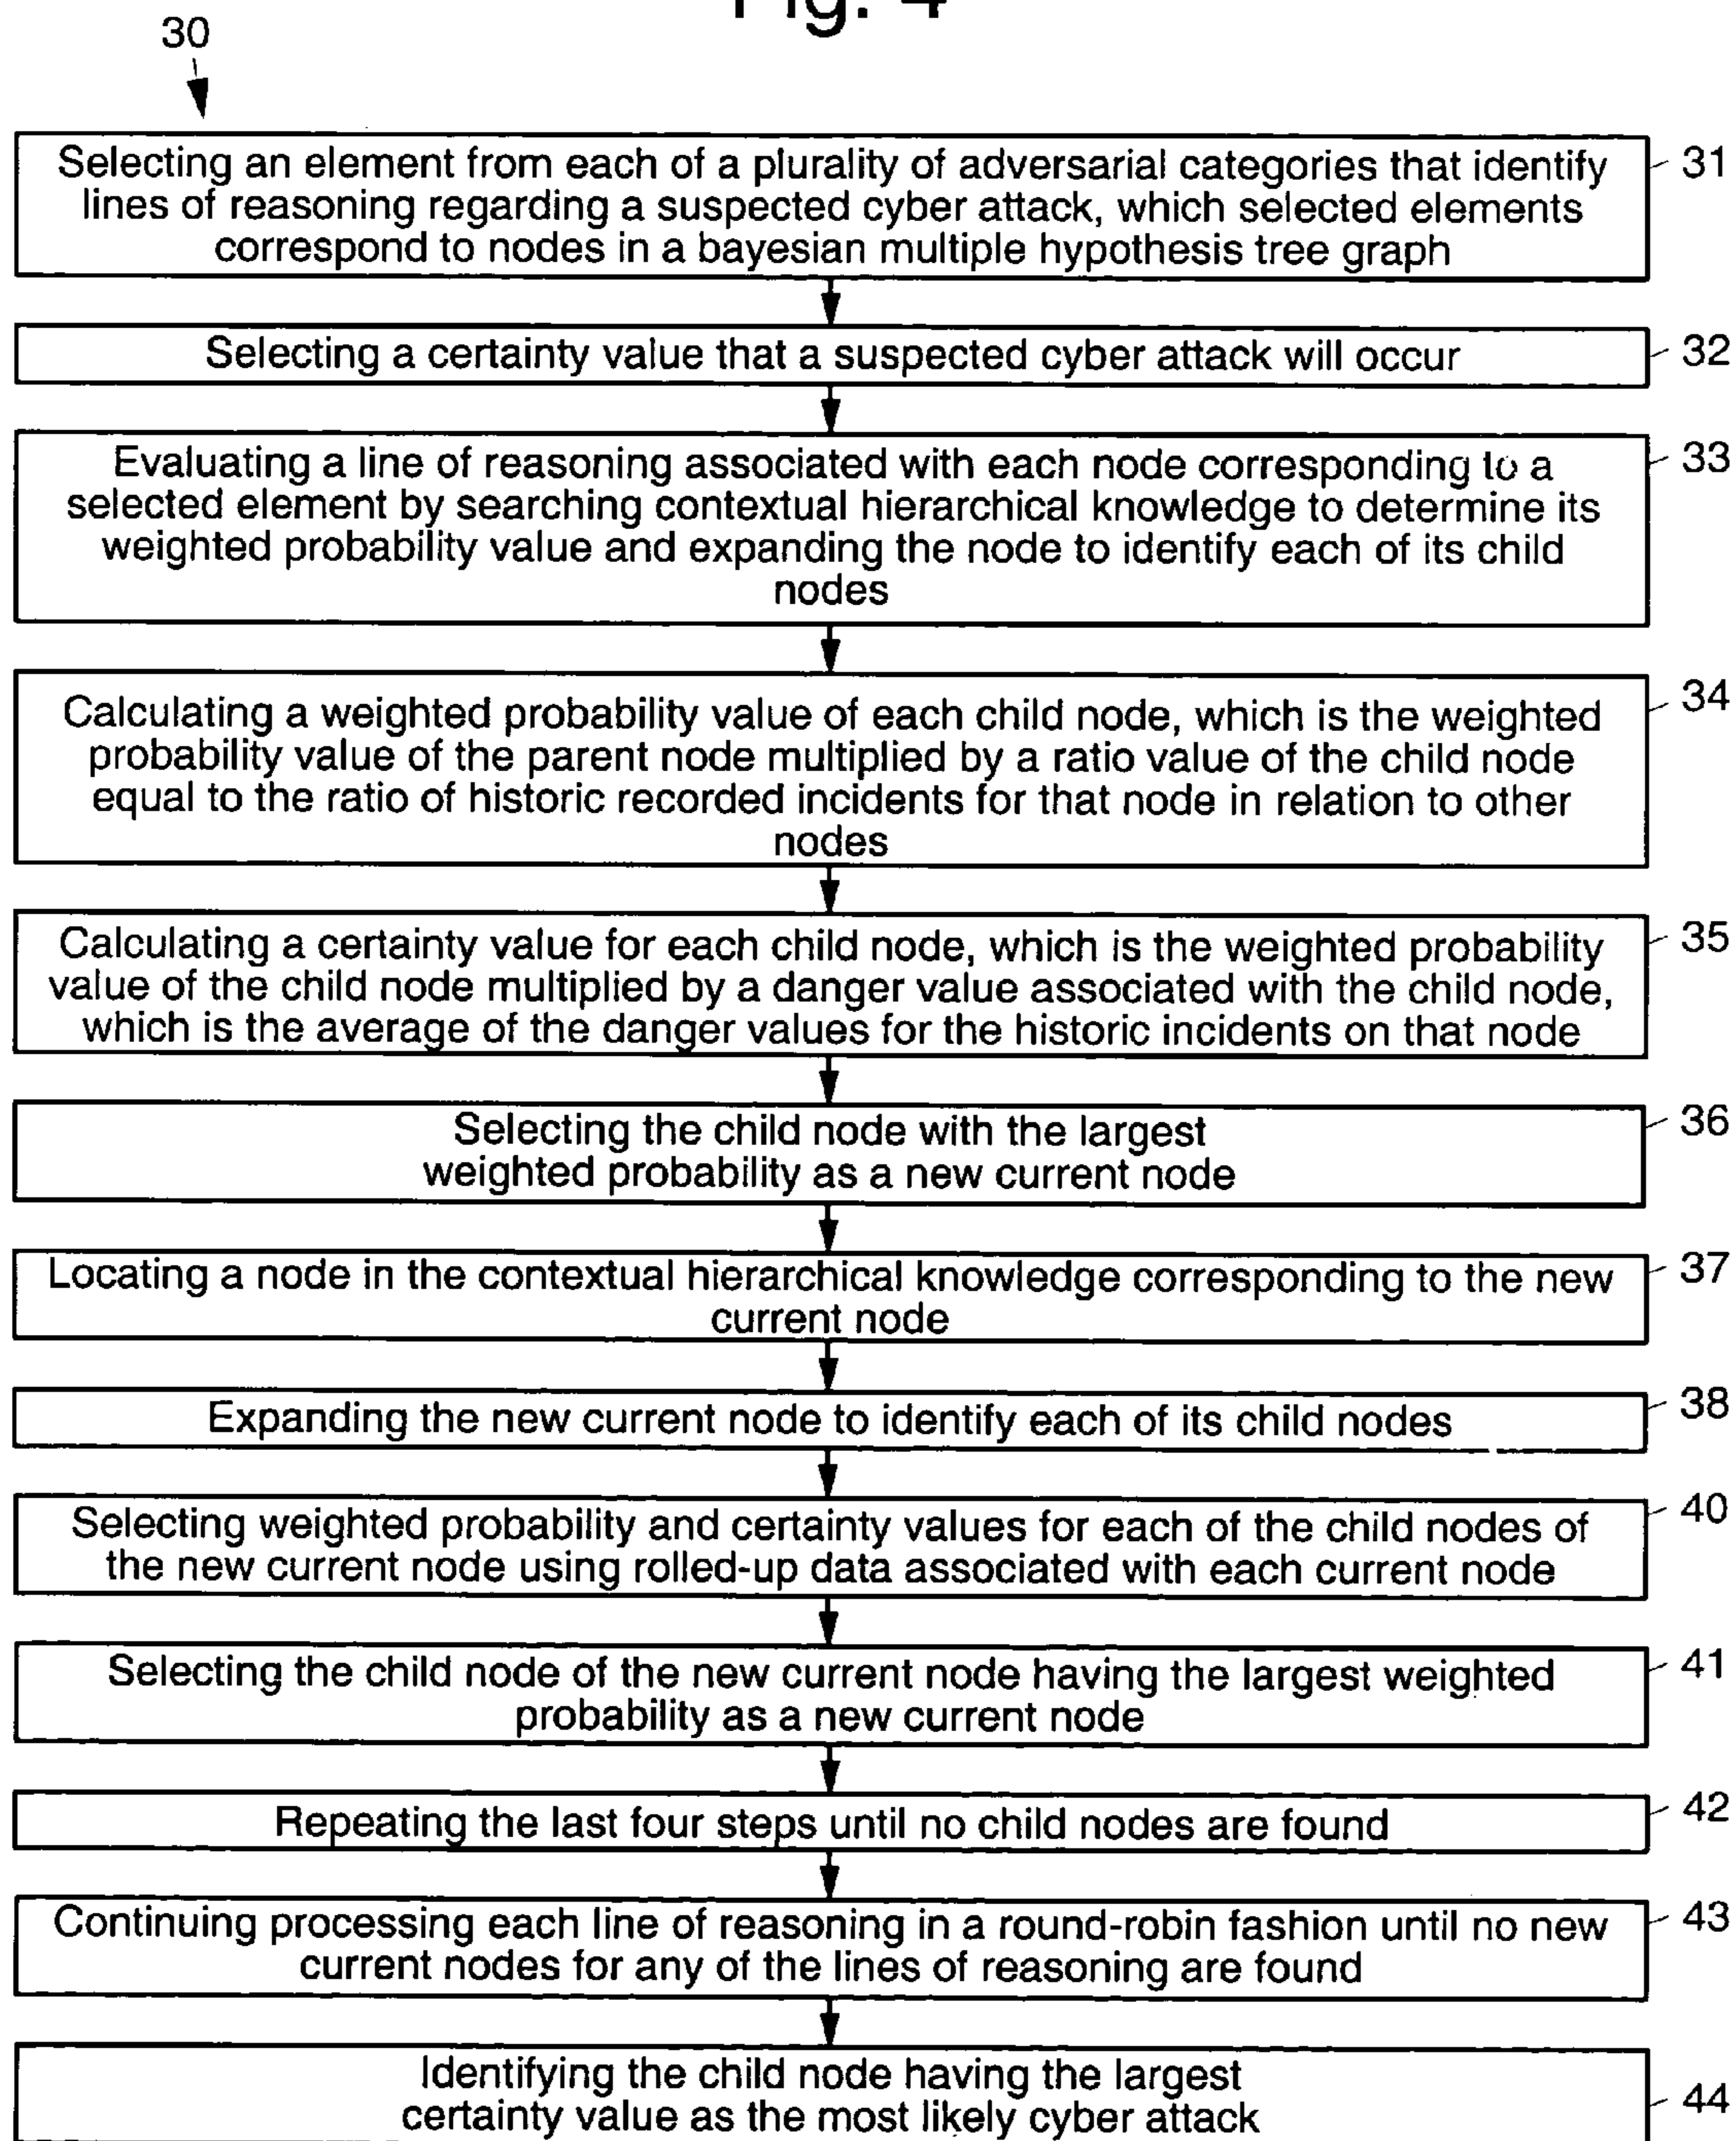 Fig. 4
30
Selecting an element from each of a plurality of adversarial categories that identify
lines of reasoning regarding a suspected cyber attack, which selected elements
correspond to nodes in a bayesian multiple hypothesis tree graph
31
Selecting a certainty value that a suspected cyber attack will occur
32
Evaluating a line of reasoning associated with each node corresponding to a
selected element by searching contextual hierarchical knowledge to determine its
weighted probability value and expanding the node to identify each of its child
nodes
33
Calculating a weighted probability value of each child node, which is the weighted
probability value of the parent node multiplied by a ratio value of the child node
equal to the ratio of historic recorded incidents for that node in relation to other
nodes
34
Calculating a certainty value for each child node, which is the weighted probability
value of the child node multiplied by a danger value associated with the child node,
which is the average of the danger values for the historic incidents on that node
35
Selecting the child node with the largest
weighted probability as a new current node
36
Locating a node in the contextual hierarchical knowledge corresponding to the new
current node
37
Expanding the new current node to identify each of its child nodes
38
Selecting weighted probability and certainty values for each of the child nodes of
the new current node using rolled-up data associated with each current node
40
Selecting the child node of the new current node having the largest weighted
probability as a new current node
41
Repeating the last four steps until no child nodes are found
42
Continuing processing each line of reasoning in a round-robin fashion until no new
current nodes for any of the lines of reasoning are found
43
Identifying the child node having the largest
certainty value as the most likely cyber attack
44